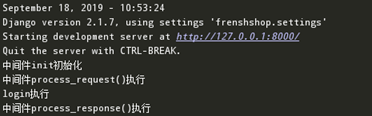 September 18, 2019 - 10:53:24
Django version 2.1.7, using settings 'frenshshop.settings'
Starting development server at http://127.0.0.1:8000/
Quit the server with CTRL-BREAK.
中间件init初始化
中间件process_request()执行
login执行
中间件process_response()执行